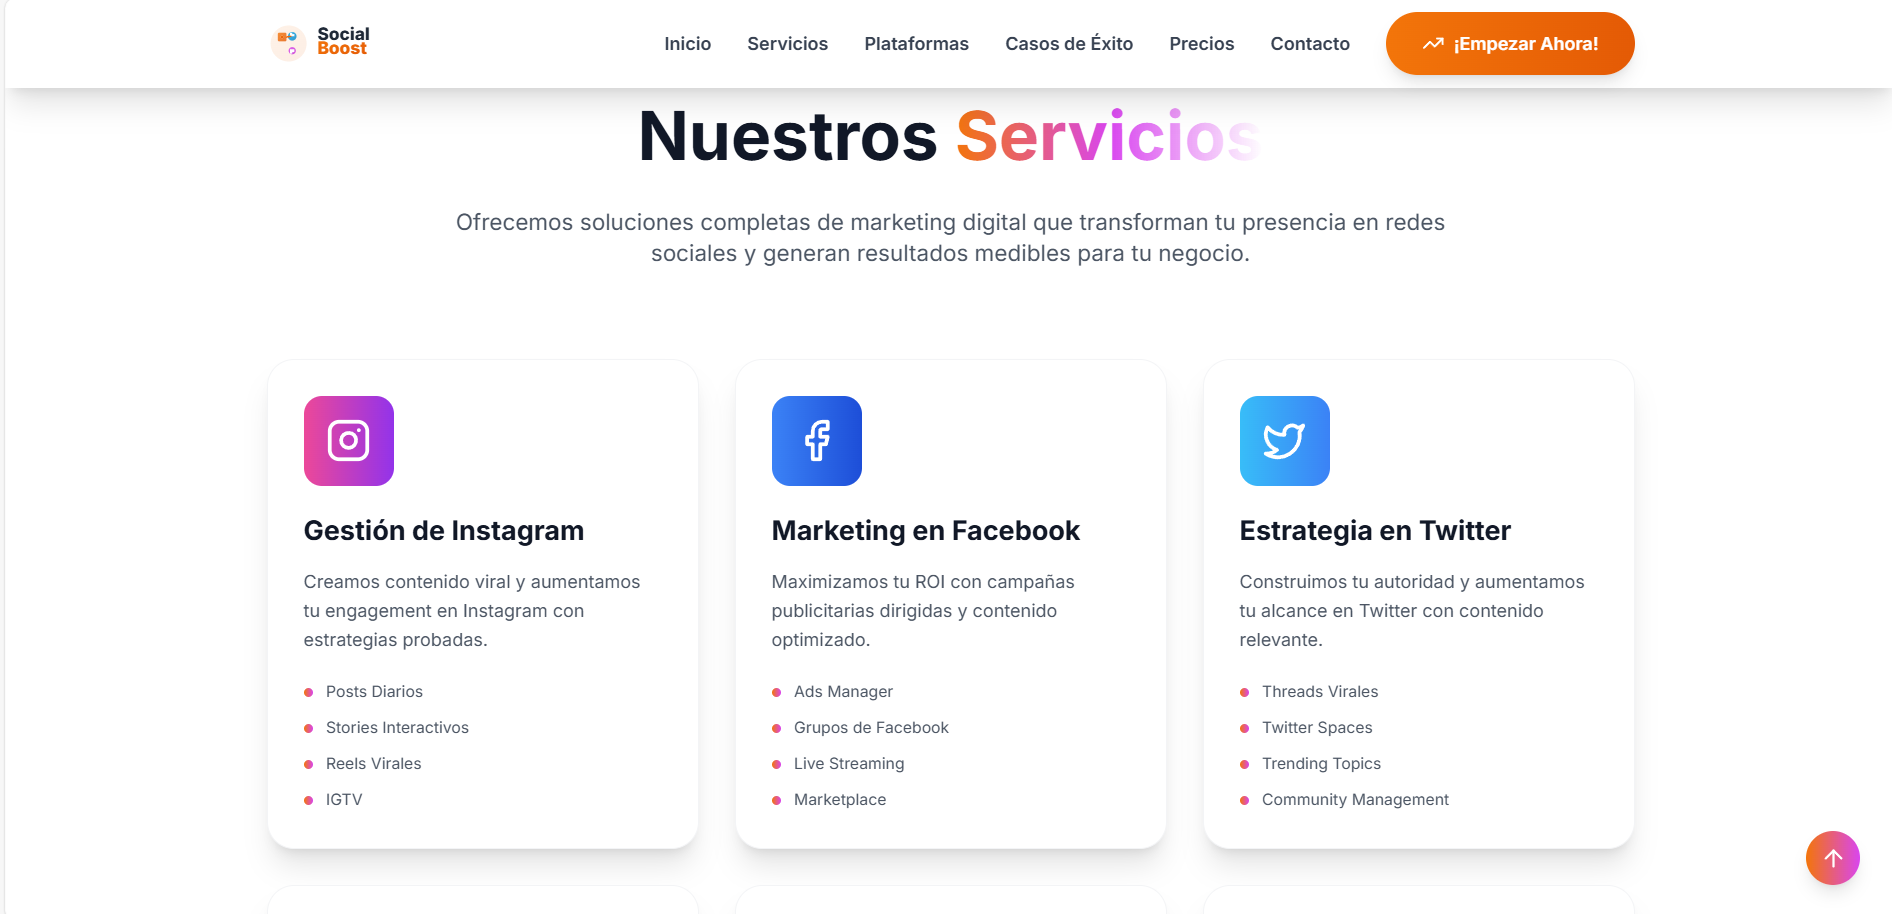 Social
Boost
Inicio
Servicios
Plataformas
Casos de Éxito
Precios
Contacto
¡Empezar Ahora!
Nuestros Servicios
Ofrecemos soluciones completas de marketing digital que transforman tu presencia en redes
sociales y generan resultados medibles para tu negocio.
Gestión de Instagram
Creamos contenido viral y aumentamos
tu engagement en Instagram con
estrategias probadas.
Posts Diarios
Stories Interactivos
Reels Virales
IGTV
Marketing en Facebook
Maximizamos tu ROI con campañas
publicitarias dirigidas y contenido
optimizado.
Ads Manager
Grupos de Facebook
Live Streaming
Marketplace
Estrategia en Twitter
Construimos tu autoridad y aumentamos
tu alcance en Twitter con contenido
relevante.
Threads Virales
Twitter Spaces
Trending Topics
Community Management